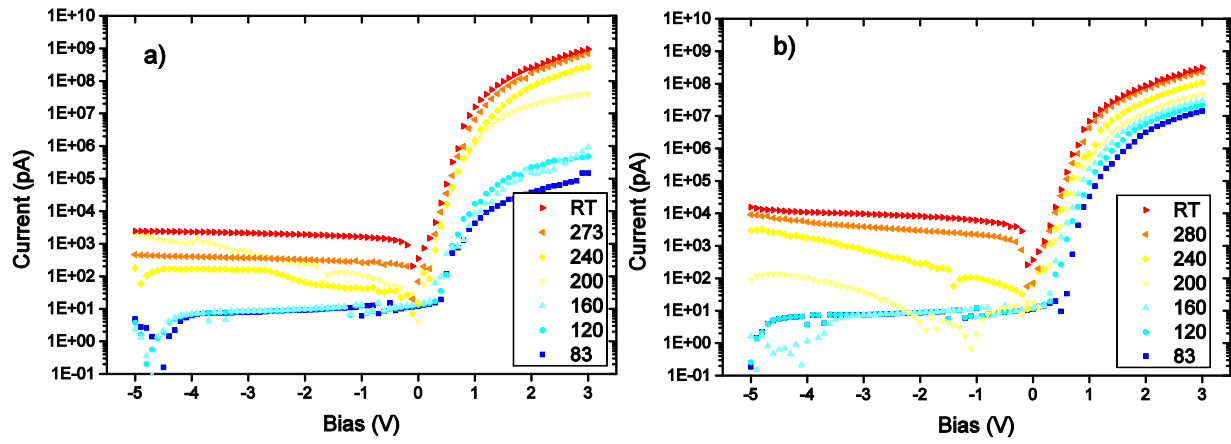 a)
1E+10
1E+09
1E+08
1E+07
1E+06
1E+05
1E+04
1E+03
1E+02
1E+01
1E+00
1E-01
Current (pA)
-5 -4 -3 -2 -1 0 1 2 3
Bias (V)
RT
273
240
200
160
120
83
b)
1E+10
1E+09
1E+08
1E+07
1E+06
1E+05
1E+04
1E+03
1E+02
1E+01
1E+00
1E-01
Current (pA)
-5 -4 -3 -2 -1 0 1 2 3
Bias (V)
RT
280
240
200
160
120
83